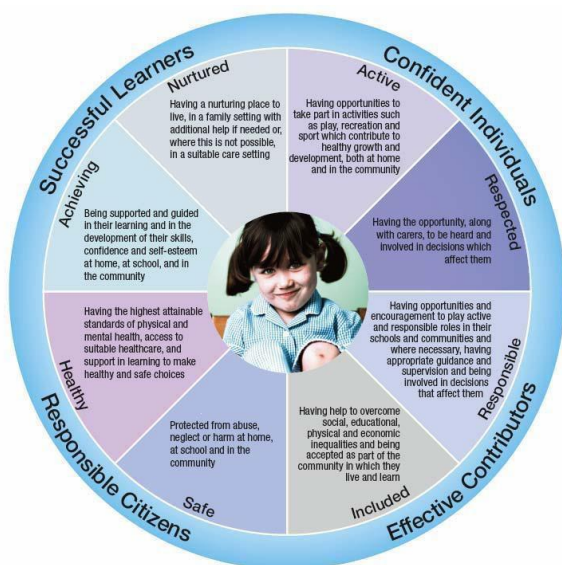 Successful Learners
Confident Individuals
Nurtured
Having a nurturing place to
live, in a family setting with
additional help if needed or,
where this is not possible,
in a suitable care setting
Active
Having opportunities to
take part in activities such
as play, recreation and
sport which contribute to
healthy growth and
development, both at home
and in the community
Achieving
Being supported and guided
in their learning and in the
development of their skills,
confidence and self-esteem
at home, at school, and in
the community
Respected
Having the opportunity, along
with carers, to be heard and
involved in decisions which
affect them
Healthy
Having the highest attainable
standards of physical and
mental health, access to
suitable healthcare, and
support in learning to make
healthy and safe choices
Responsible
Having opportunities and
encouragement to play active
and responsible roles in their
schools and communities and
where necessary, having
appropriate guidance and
supervision and being
involved in decisions
that affect them
Safe
Protected from abuse,
neglect or harm at home,
at school and in the
community
Included
Having help to overcome
social, educational,
physical and economic
inequalities and being
accepted as part of the
community in which they
live and learn
Responsible Citizens
Effective Contributors